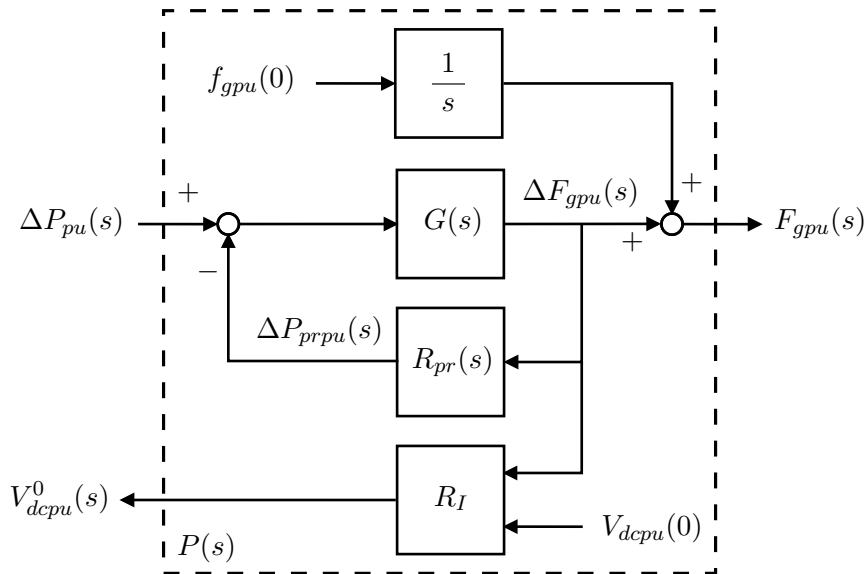 f_{gpu}(0)
\frac{1}{s}
+
ΔP_{pu}(s)
+
G(s)
ΔF_{gpu}(s)
+
F_{gpu}(s)
−
ΔP_{prpu}(s)
R_{pr}(s)
V^0_{dcpu}(s)
R_I
V_{dcpu}(0)
P(s)